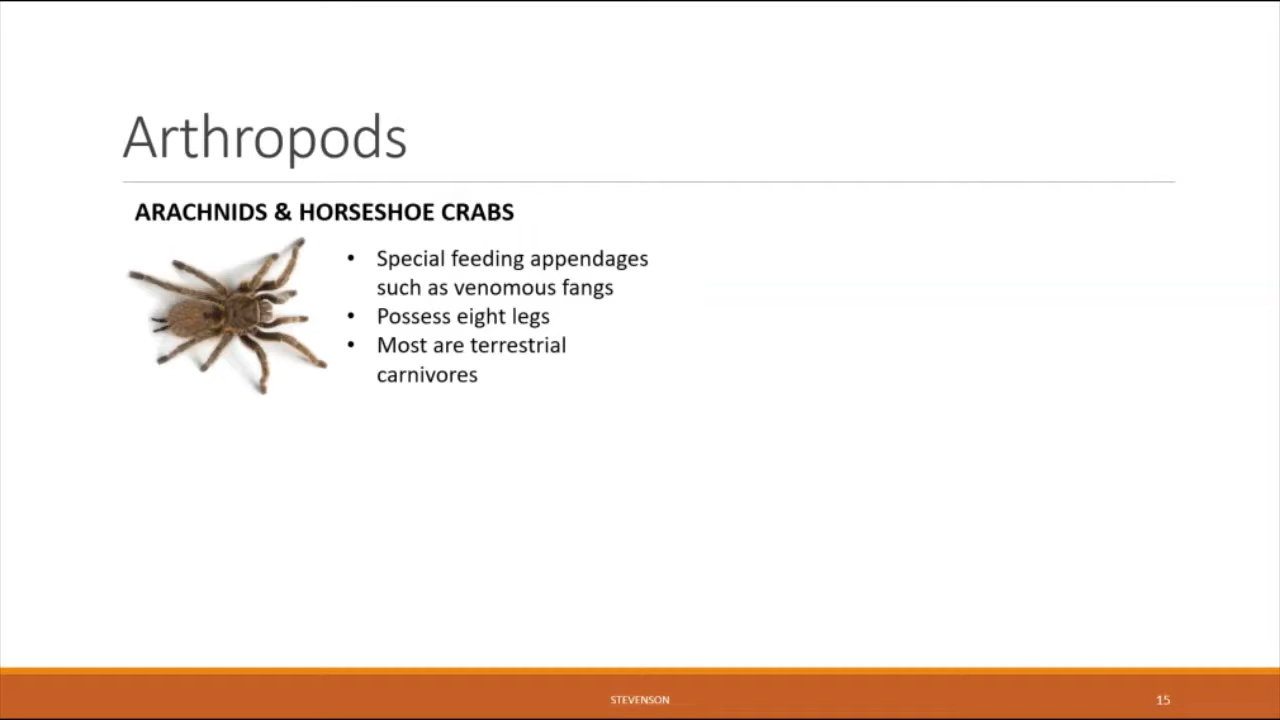 Arthropods
ARACHNIDS & HORSESHOE CRABS
• Special feeding appendages
such as venomous fangs
• Possess eight legs
• Most are terrestrial
carnivores
STEVENSON
15